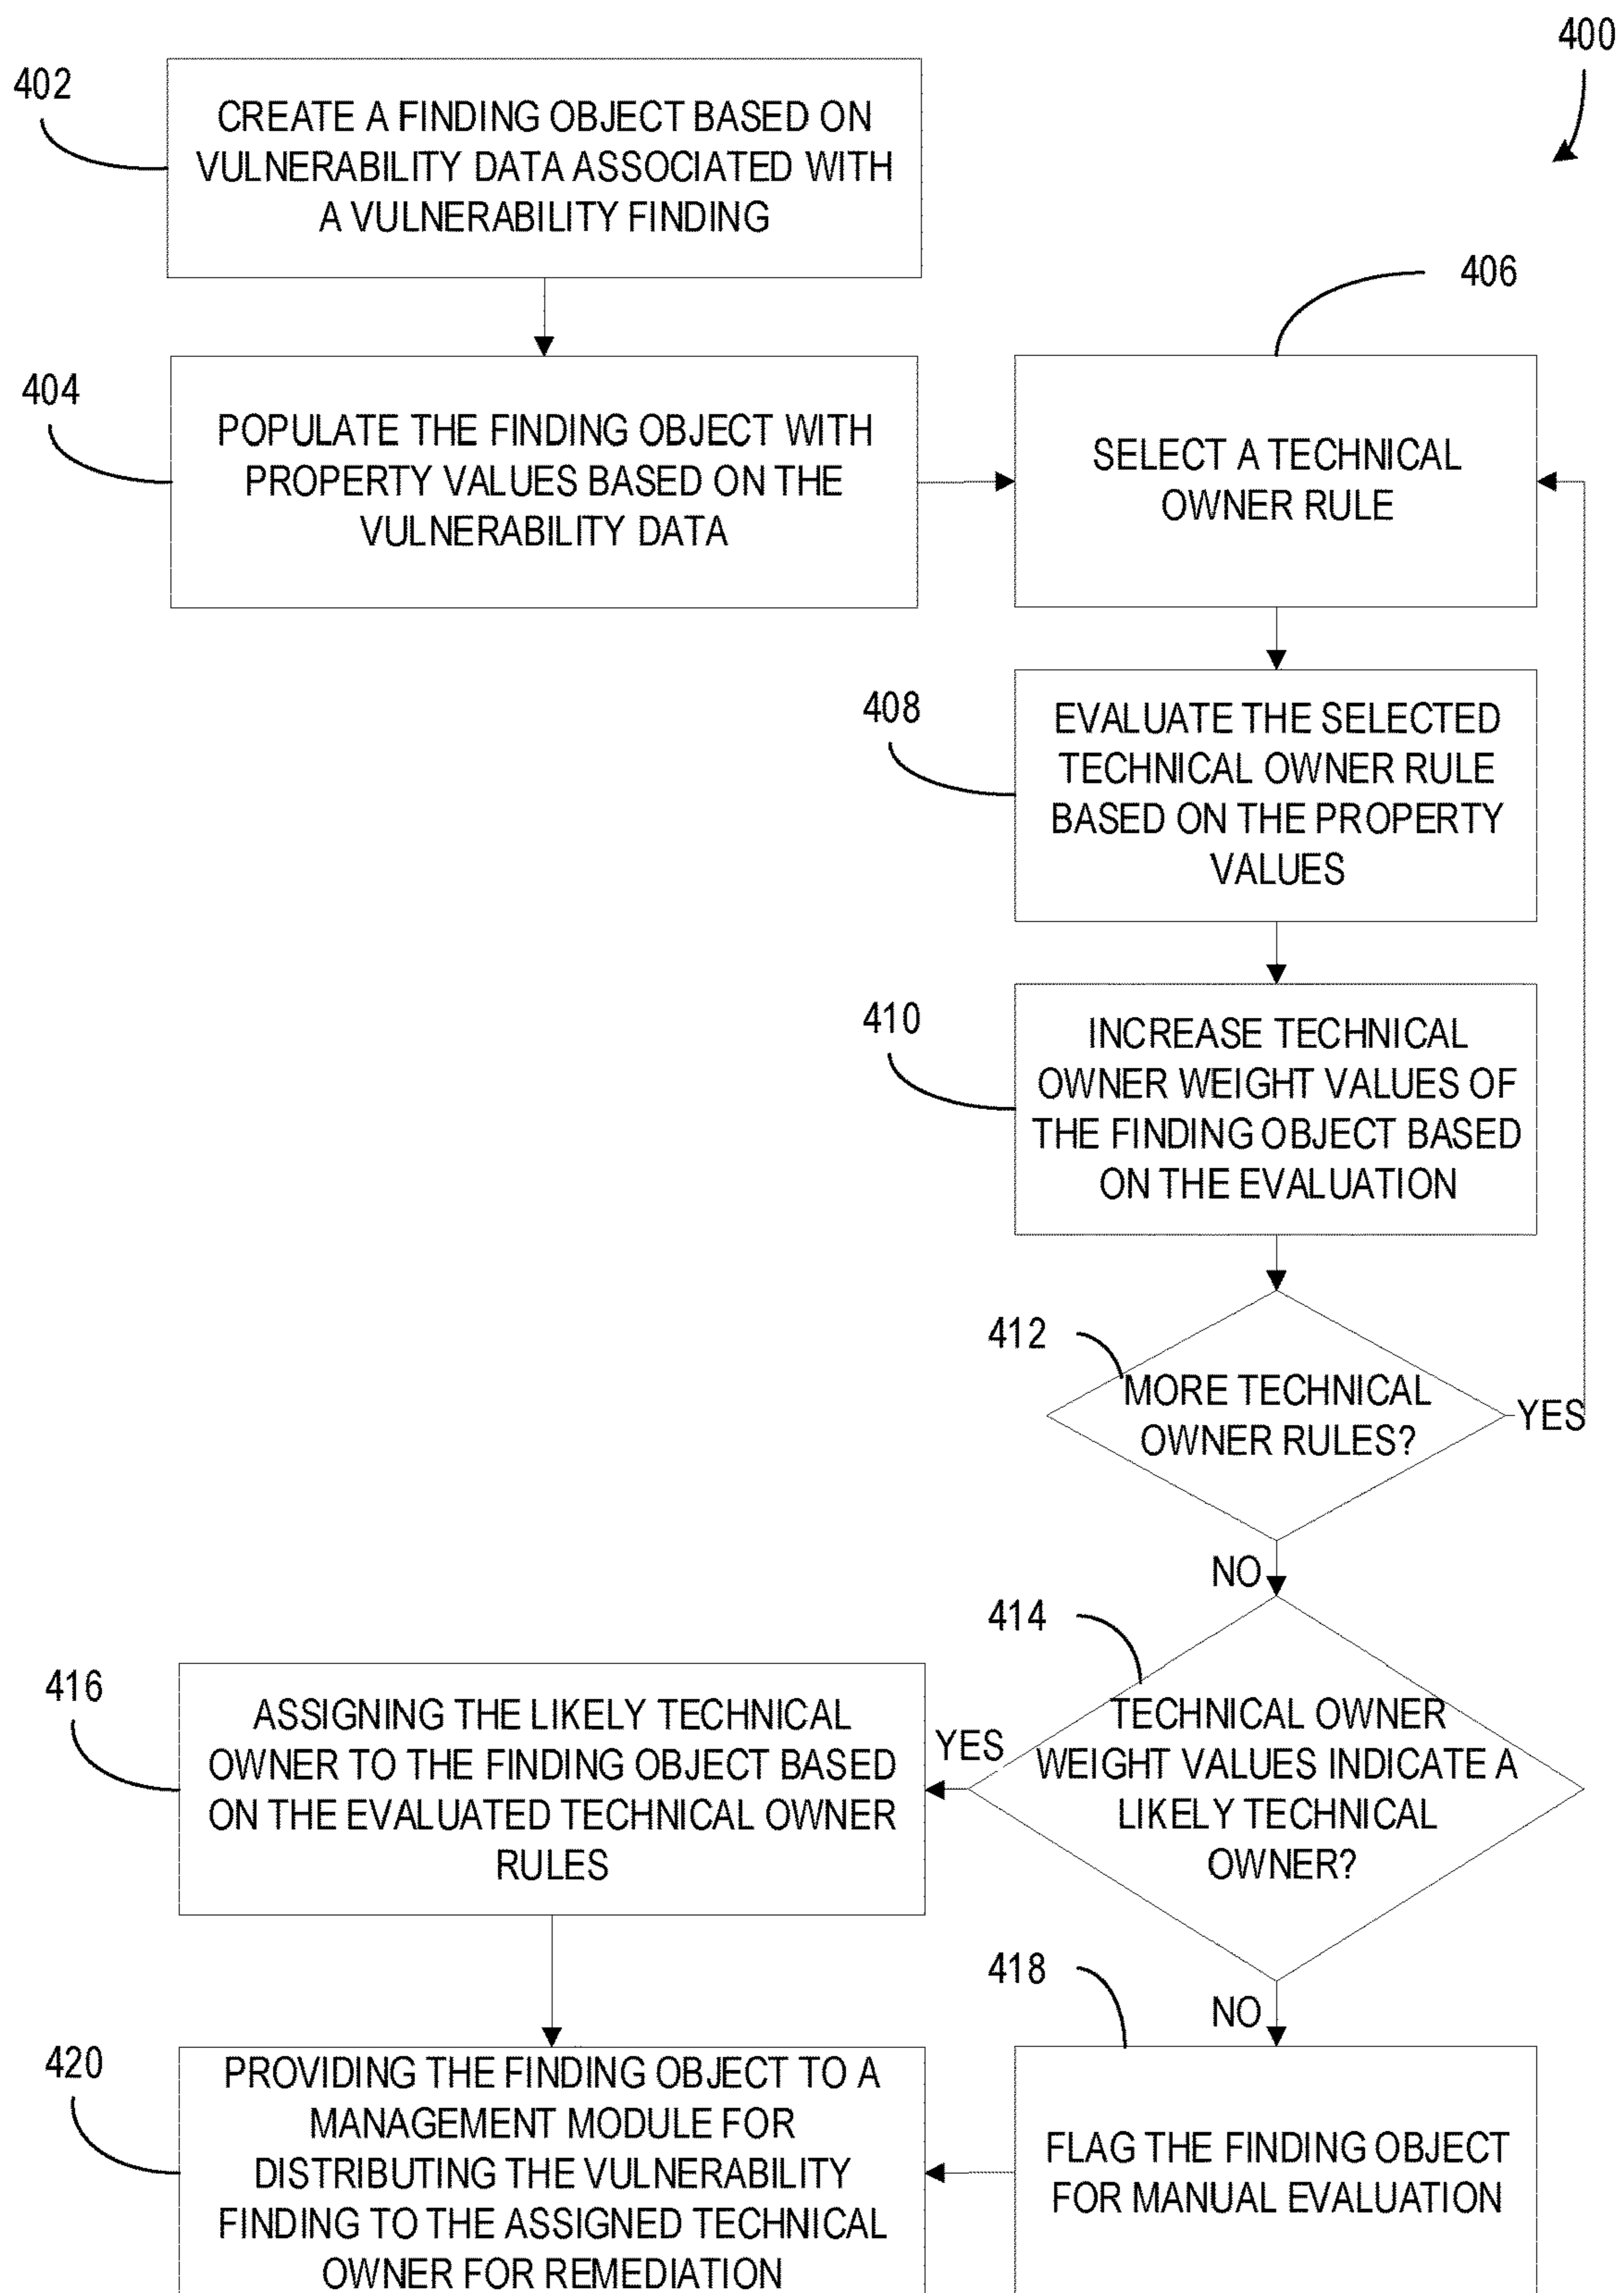 400
402
CREATE A FINDING OBJECT BASED ON
VULNERABILITY DATA ASSOCIATED WITH
A VULNERABILITY FINDING
406
404
POPULATE THE FINDING OBJECT WITH
PROPERTY VALUES BASED ON THE
VULNERABILITY DATA
SELECT A TECHNICAL
OWNER RULE
408
EVALUATE THE SELECTED
TECHNICAL OWNER RULE
BASED ON THE PROPERTY
VALUES
410
INCREASE TECHNICAL
OWNER WEIGHT VALUES OF
THE FINDING OBJECT BASED
ON THE EVALUATION
412
MORE TECHNICAL
OWNER RULES?
YES
NO
414
TECHNICAL OWNER
WEIGHT VALUES INDICATE A
LIKELY TECHNICAL
OWNER?
YES
416
ASSIGNING THE LIKELY TECHNICAL
OWNER TO THE FINDING OBJECT BASED
ON THE EVALUATED TECHNICAL OWNER
RULES
NO
418
FLAG THE FINDING OBJECT
FOR MANUAL EVALUATION
420
PROVIDING THE FINDING OBJECT TO A
MANAGEMENT MODULE FOR
DISTRIBUTING THE VULNERABILITY
FINDING TO THE ASSIGNED TECHNICAL
OWNER FOR REMEDIATION